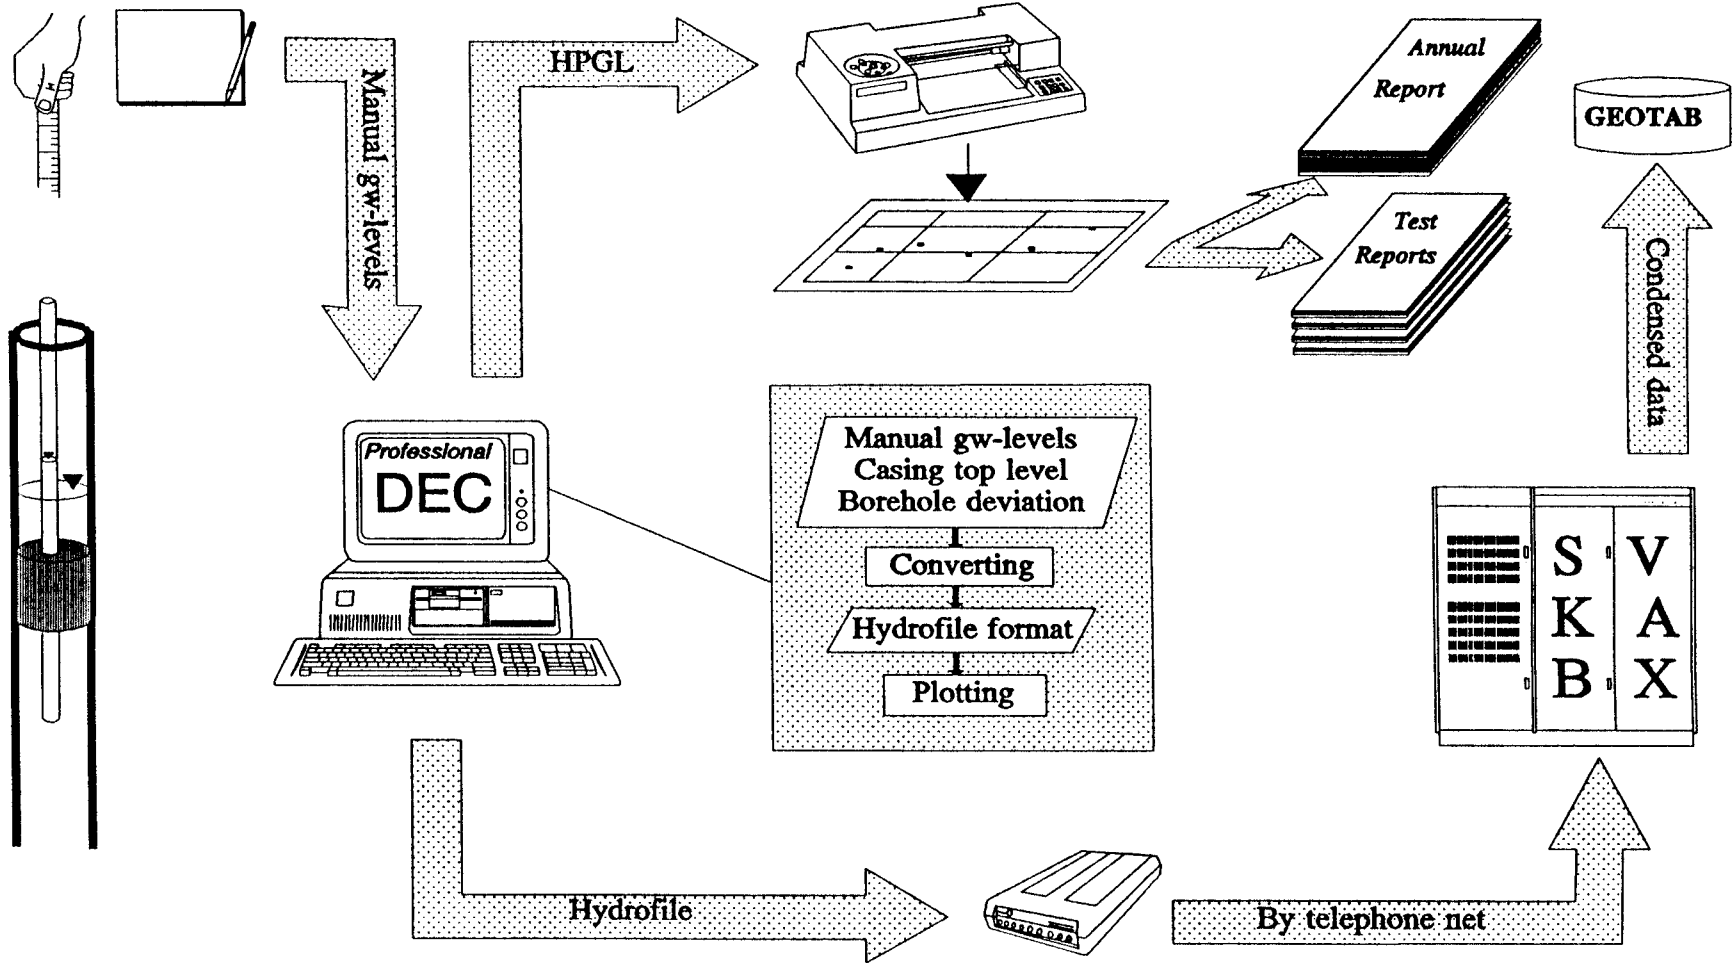 Manual gw-levels
HPGL
Annual
Report
Test
Reports
GEOTAB
Condensed data
Professional
DEC
Manual gw-levels
Casing top level
Borehole deviation
Converting
Hydrofile format
Plotting
S V
K A
B X
Hydrofile
By telephone net